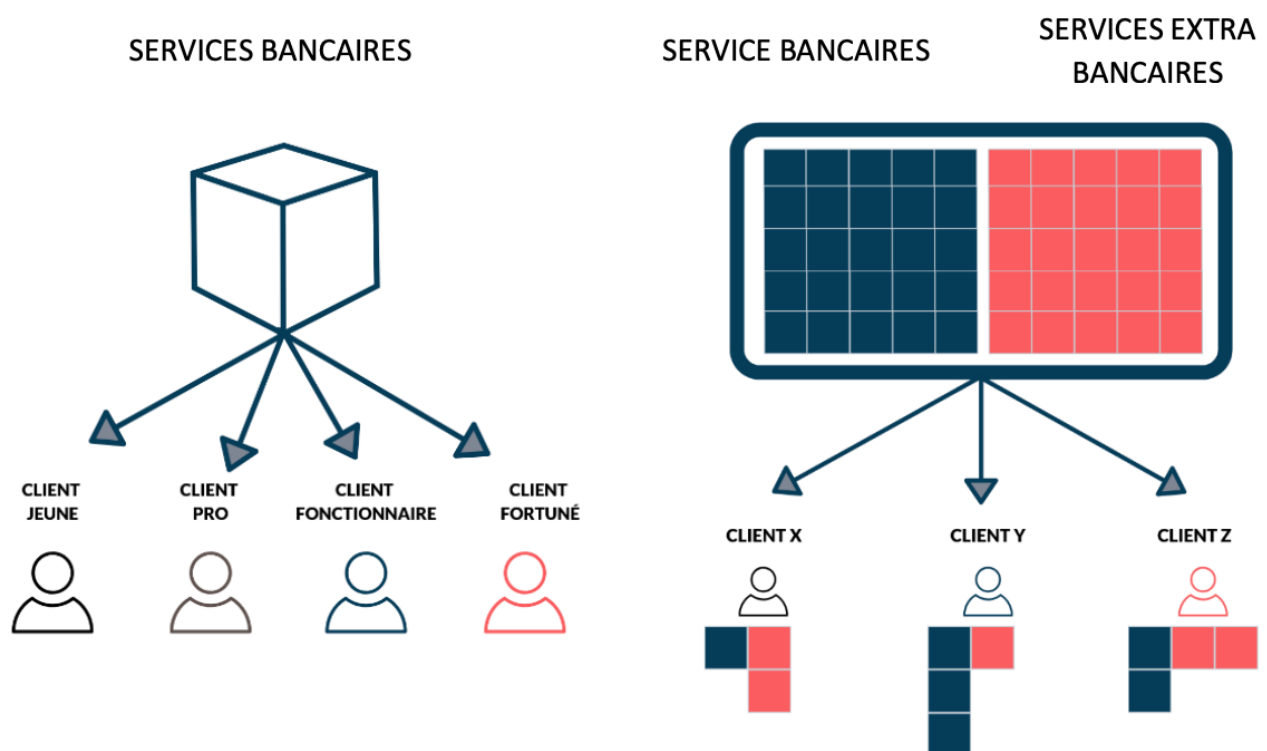 SERVICES BANCAIRES
SERVICE BANCAIRES
SERVICES EXTRA
BANCAIRES
CLIENT
JEUNE
CLIENT
PRO
CLIENT
FONCTIONNAIRE
CLIENT
FORTUNÉ
CLIENT X
CLIENT Y
CLIENT Z